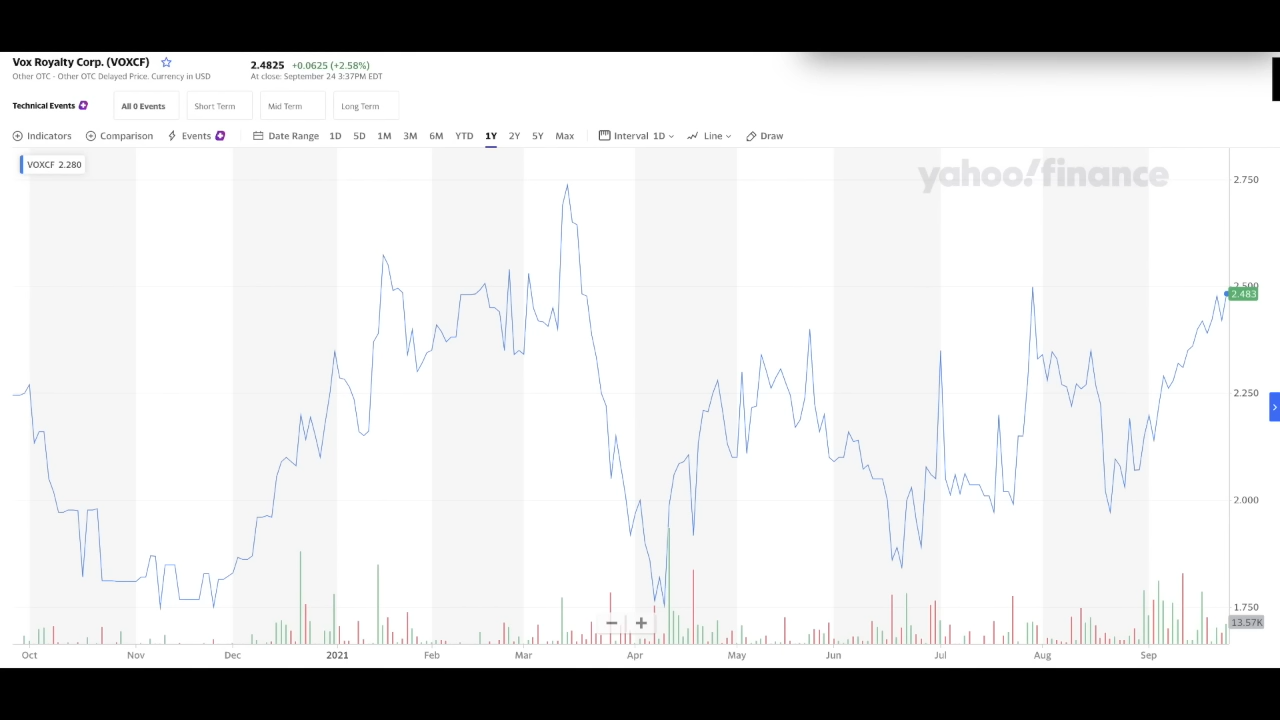 Vox Royalty Corp. (VOXCF)
Other OTC - Other OTC Delayed Price. Currency in USD
2.4825 +0.0625 (+2.58%)
At close: September 24 3:37PM EDT
Technical Events All 0 Events Short Term Mid Term Long Term
Indicators Comparison Events Date Range 1D 5D 1M 3M 6M YTD 1Y 2Y 5Y Max Interval 1D Line Draw
VOXCF 2.280
yahoo!finance
2.750
2.500
2.483
2.250
2.000
1.750
13.57K
Oct Nov Dec 2021 Feb Mar Apr May Jun Jul Aug Sep